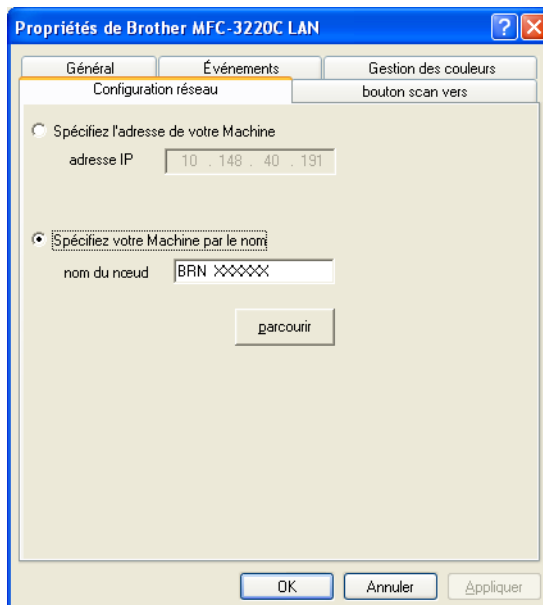 Propriétés de Brother MFC-3220C LAN
Général Événements Gestion des couleurs
Configuration réseau bouton scan vers
Spécifiez l'adresse de votre Machine
adresse IP 10 . 148 . 40 . 191
Spécifiez votre Machine par le nom
nom du nœud BRN XXXXXX
parcourir
OK Annuler Appliquer